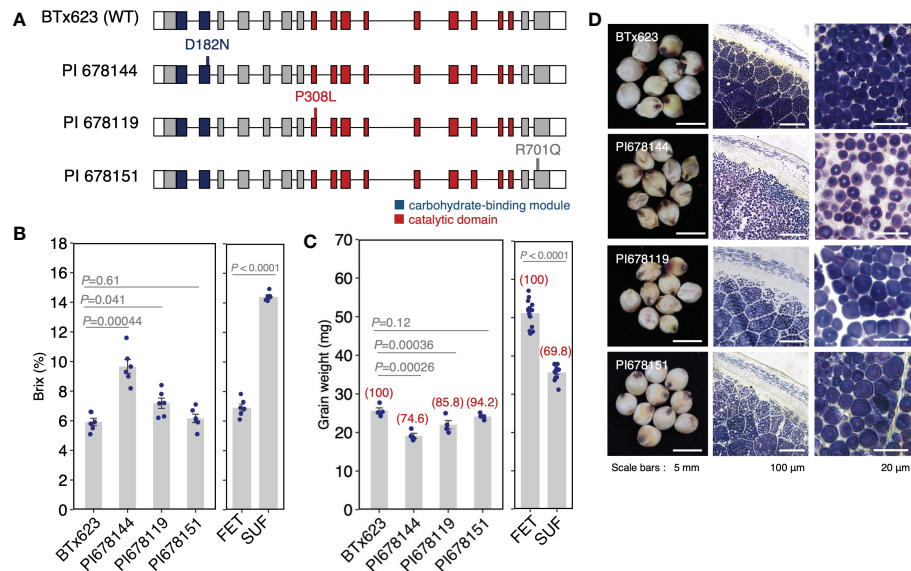 A
BTx623 (WT)
D182N
PI 678144
P308L
PI 678119
R701Q
PI 678151
carbohydrate-binding module
catalytic domain
B
18
16
14
12
10
8
6
4
2
0
Brix (%)
P=0.61
P=0.041
P=0.00044
P < 0.0001
BTx623
PI678144
PI678119
PI678151
FET
SUF
C
70
60
50
40
30
20
10
0
Grain weight (mg)
P=0.12
P=0.00036
P=0.00026
(100)
(74.6)
(85.8)
(94.2)
P < 0.0001
(100)
(69.8)
BTx623
PI678144
PI678119
PI678151
FET
SUF
D
BTx623
PI678144
PI678119
PI678151
Scale bars : 5 mm 100 µm 20 µm